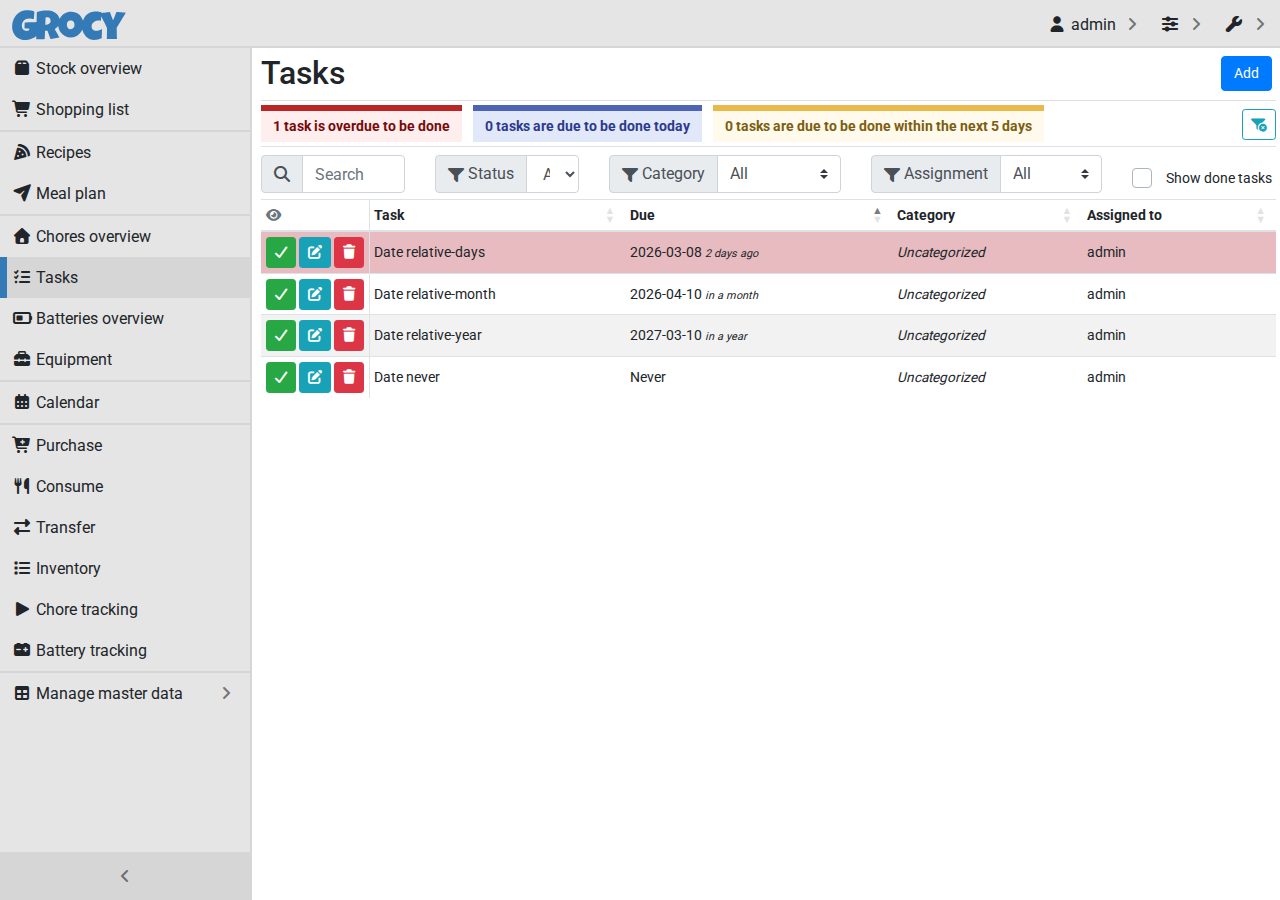 GROCY
admin
Stock overview
Shopping list
Recipes
Meal plan
Chores overview
Tasks
Batteries overview
Equipment
Calendar
Purchase
Consume
Transfer
Inventory
Chore tracking
Battery tracking
Manage master data
Tasks
Add
1 task is overdue to be done
0 tasks are due to be done today
0 tasks are due to be done within the next 5 days
Search
Status
Category
All
Assignment
All
Show done tasks
Task Due Category Assigned to
Date relative-days 2026-03-08 2 days ago Uncategorized admin
Date relative-month 2026-04-10 in a month Uncategorized admin
Date relative-year 2027-03-10 in a year Uncategorized admin
Date never Never Uncategorized admin